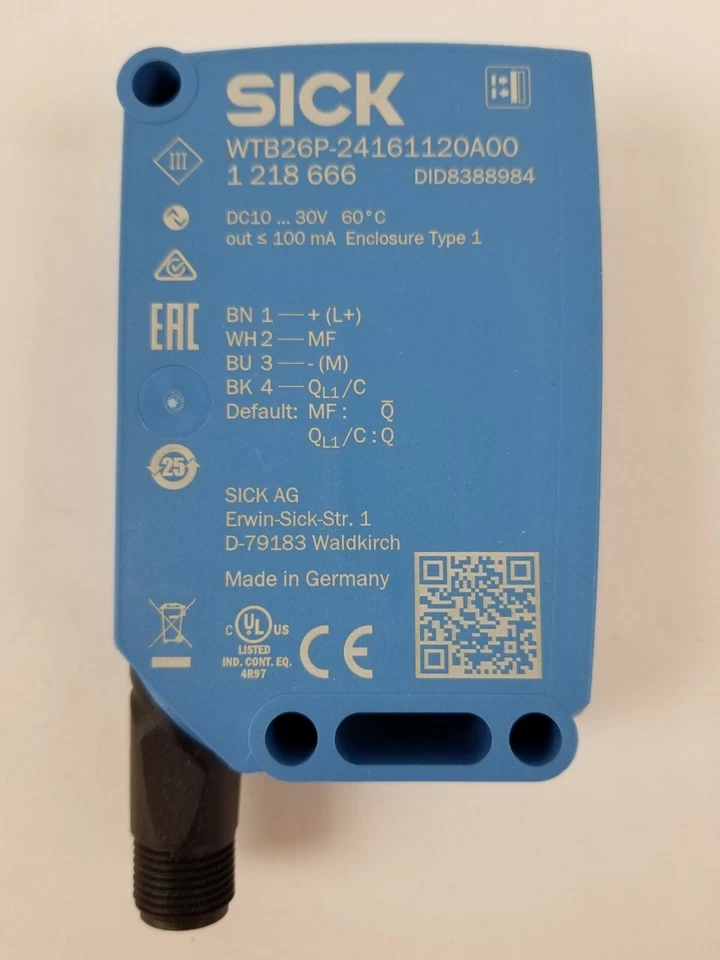 SICK
WTB26P-24161120A00
1 218 666 DID8388984
III
DC10 ... 30V 60°C
out ≤ 100 mA Enclosure Type 1
EAC
BN 1 — + (L+)
WH 2 — MF
BU 3 — - (M)
BK 4 — QL1/C
Default: MF : Q̅
QL1/C : Q
25
SICK AG
Erwin-Sick-Str. 1
D-79183 Waldkirch
Made in Germany
C UL US
LISTED
IND. CONT. EQ.
4R97
CE